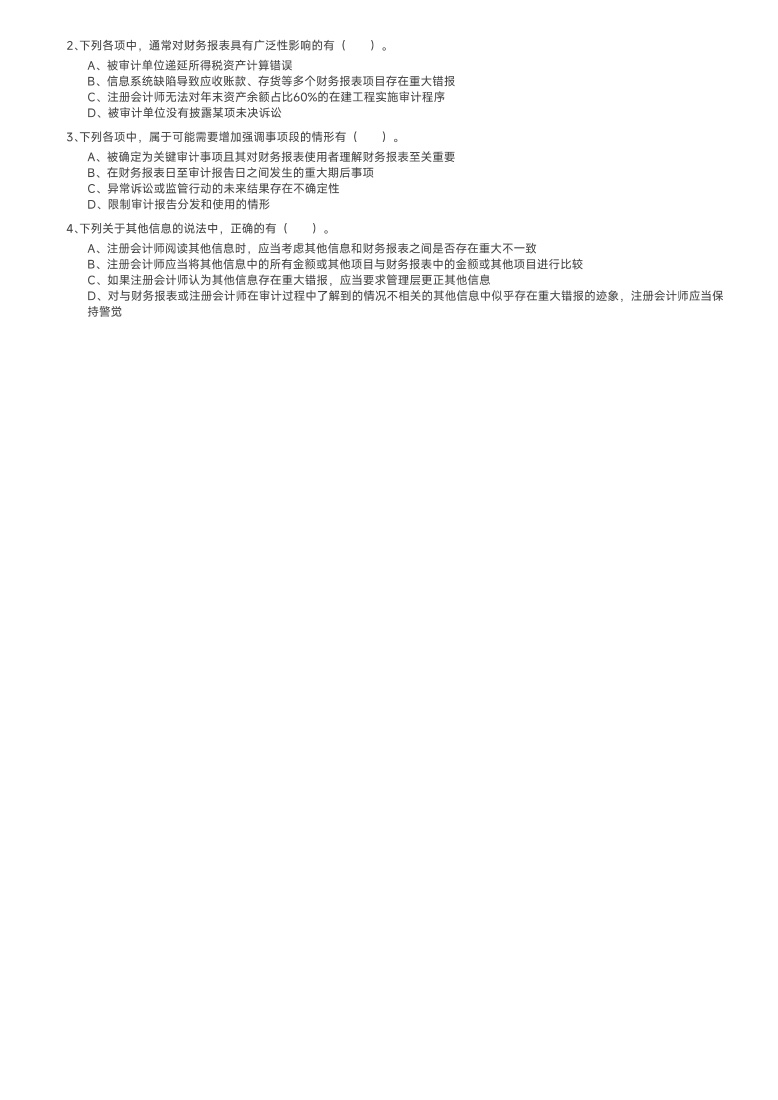 2、下列各项中，通常对财务报表具有广泛性影响的有（　　）。
A、被审计单位递延所得税资产计算错误
B、信息系统缺陷导致应收账款、存货等多个财务报表项目存在重大错报
C、注册会计师无法对年末资产余额占比60%的在建工程实施审计程序
D、被审计单位没有披露某项未决诉讼
3、下列各项中，属于可能需要增加强调事项段的情形有（　　）。
A、被确定为关键审计事项且其对财务报表使用者理解财务报表至关重要
B、在财务报表日至审计报告日之间发生的重大期后事项
C、异常诉讼或监管行动的未来结果存在不确定性
D、限制审计报告分发和使用的情形
4、下列关于其他信息的说法中，正确的有（　　）。
A、注册会计师阅读其他信息时，应当考虑其他信息和财务报表之间是否存在重大不一致
B、注册会计师应当将其他信息中的所有金额或其他项目与财务报表中的金额或其他项目进行比较
C、如果注册会计师认为其他信息存在重大错报，应当要求管理层更正其他信息
D、对与财务报表或注册会计师在审计过程中了解到的情况不相关的其他信息中似乎存在重大错报的迹象，注册会计师应当保
持警觉